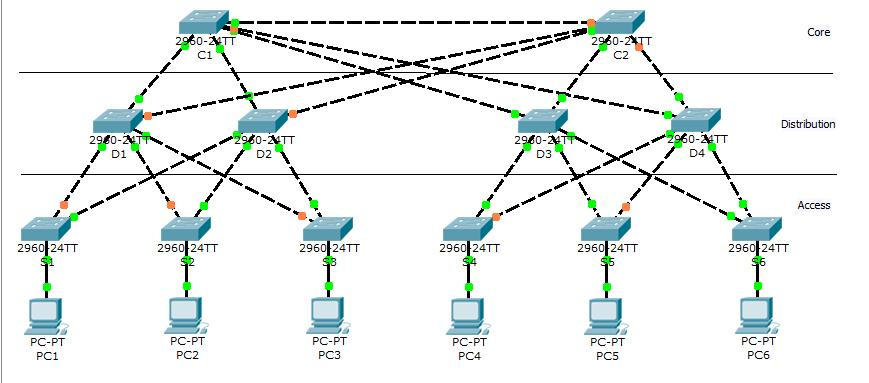 2960-24TT
C1
2960-24TT
C2
Core
2960-24TT
D1
2960-24TT
D2
2960-24TT
D3
2960-24TT
D4
Distribution
Access
2960-24TT
S1
2960-24TT
S2
2960-24TT
S3
2960-24TT
S4
2960-24TT
S5
2960-24TT
S6
PC-PT
PC1
PC-PT
PC2
PC-PT
PC3
PC-PT
PC4
PC-PT
PC5
PC-PT
PC6